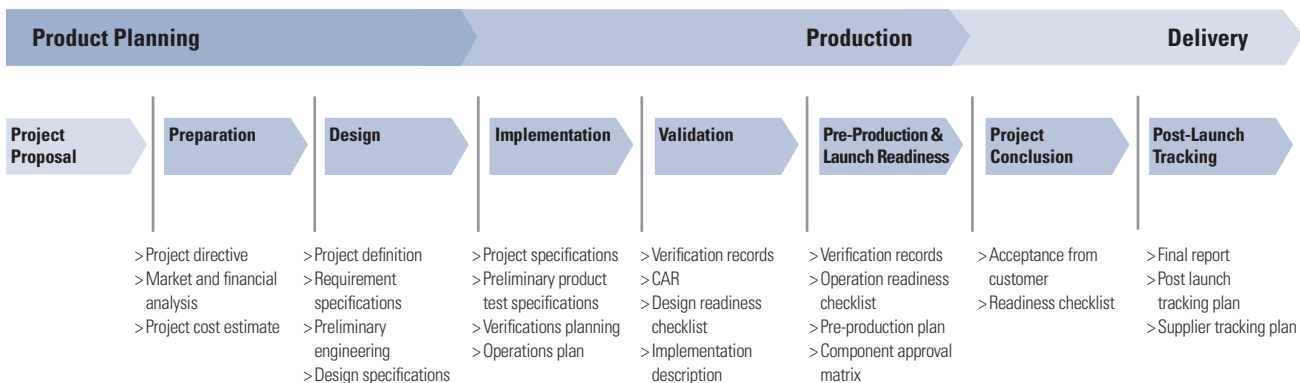 Product Planning
Production
Delivery
Project
Proposal
Preparation
Design
Implementation
Validation
Pre-Production &
Launch Readiness
Project
Conclusion
Post-Launch
Tracking
>Project directive
>Market and financial
analysis
>Project cost estimate
>Project definition
>Requirement
specifications
>Preliminary
engineering
>Design specifications
>Project specifications
>Preliminary product
test specifications
>Verifications planning
>Operations plan
>Verification records
>CAR
>Design readiness
checklist
>Implementation
description
>Verification records
>Operation readiness
checklist
>Pre-production plan
>Component approval
matrix
>Acceptance from
customer
>Readiness checklist
>Final report
>Post launch
tracking plan
>Supplier tracking plan